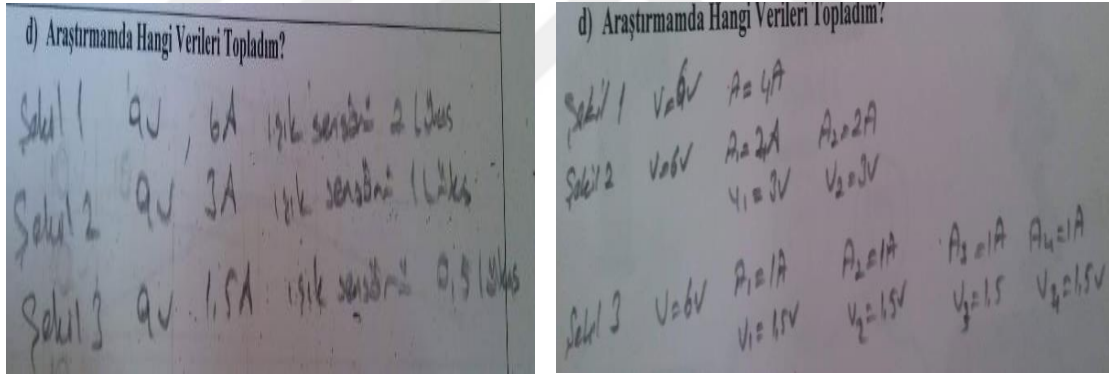 d) Araştırmamda Hangi Verileri Topladım?
Şekil 1 9V, 6A ışık sensörü 2 Lüks
Şekil 2 9V 3A ışık sensörü 1 Lüks
Şekil 3 9V 1,5A ışık sensörü 0,5 lüks
d) Araştırmamda Hangi Verileri Topladım?
Şekil 1 V=6V A=4A
Şekil 2 V=6V A₁=2A A₂=2A
V₁=3V V₂=3V
Şekil 3 V=6V A₁=1A A₂=1A A₃=1A A₄=1A
V₁=1,5V V₂=1,5V V₃=1,5 V₄=1,5V